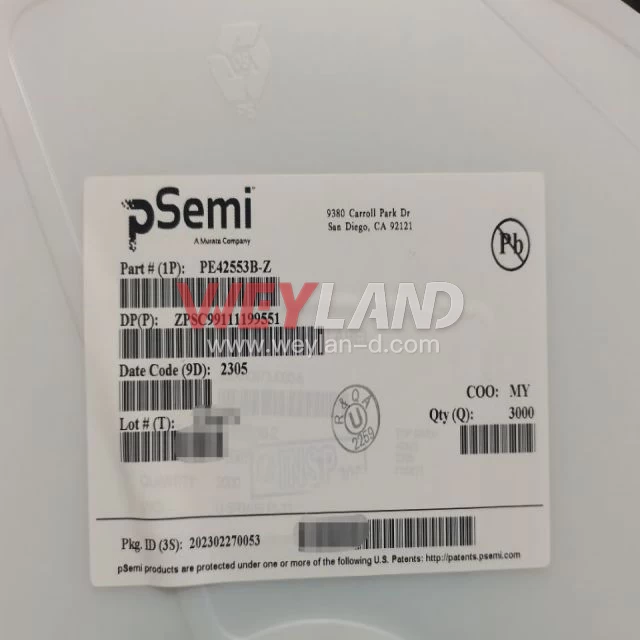 pSemi
A Murata Company
9380 Carroll Park Dr
San Diego, CA 92121
Pb
Part # (1P): PE42553B-Z
WEYLAND
DP(P): ZPSC99111199551
www.weylan-d.com
Date Code (9D): 2305
COO: MY
Lot # (T):
R & QA
U
2259
Qty (Q): 3000
Pkg. ID (3S): 202302270053
pSemi products are protected under one or more of the following U.S. Patents: http://patents.psemi.com